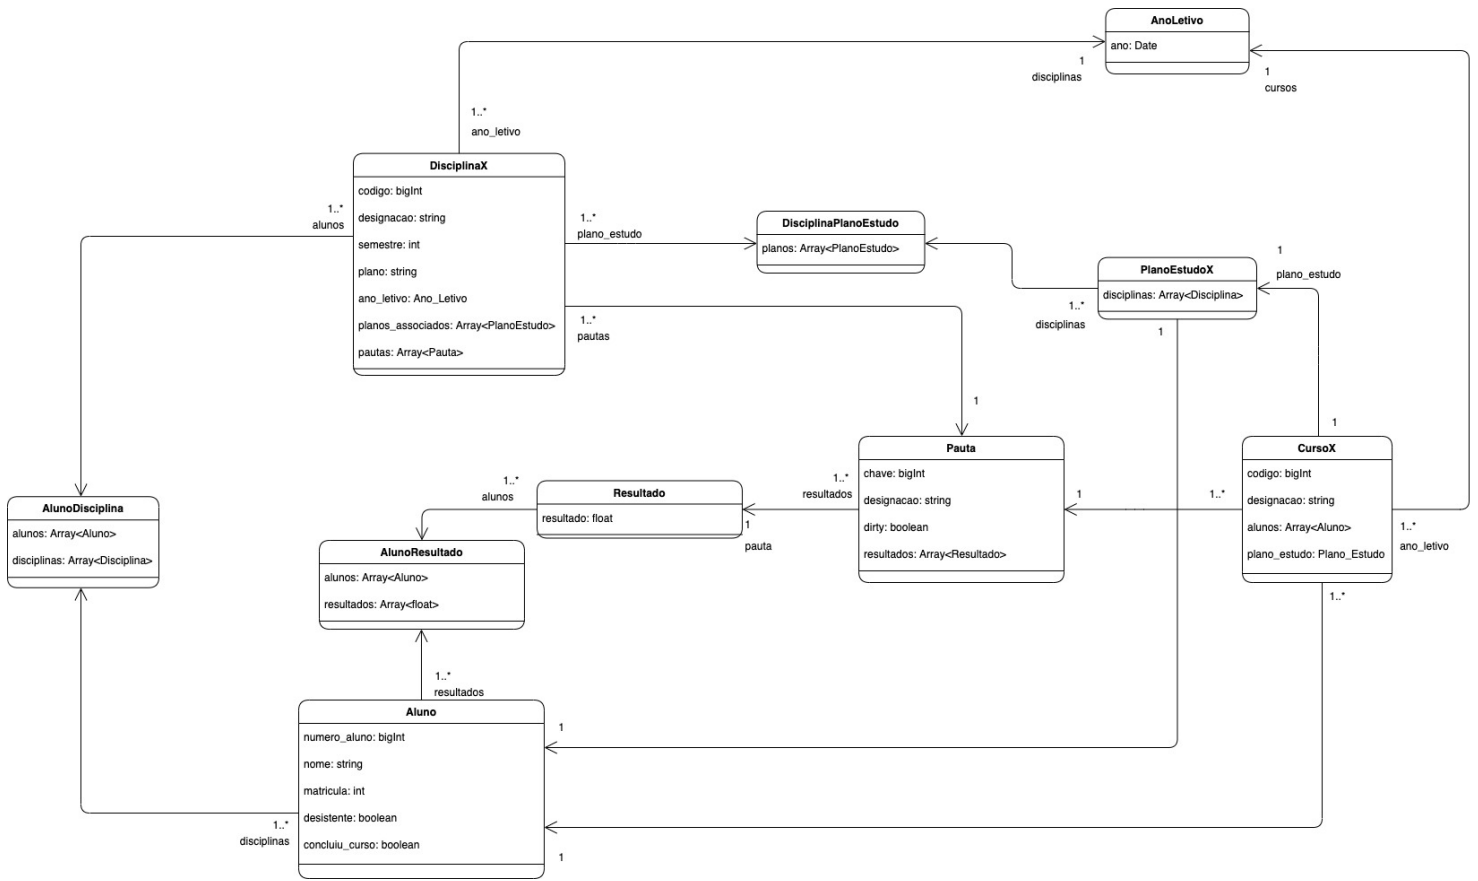 AnoLetivo
ano: Date
1
disciplinas
1
cursos
1..*
ano_letivo
DisciplinaX
codigo: bigInt
designacao: string
semestre: int
plano: string
ano_letivo: Ano_Letivo
planos_associados: Array<PlanoEstudo>
pautas: Array<Pauta>
1..*
alunos
1..*
plano_estudo
DisciplinaPlanoEstudo
planos: Array<PlanoEstudo>
1..*
pautas
PlanoEstudoX
disciplinas: Array<Disciplina>
1
plano_estudo
1..*
disciplinas
1
1
1
Pauta
chave: bigInt
designacao: string
dirty: boolean
resultados: Array<Resultado>
CursoX
codigo: bigInt
designacao: string
alunos: Array<Aluno>
plano_estudo: Plano_Estudo
1
1..*
1..*
ano_letivo
1..*
1..*
resultados
1
pauta
Resultado
resultado: float
1..*
alunos
AlunoDisciplina
alunos: Array<Aluno>
disciplinas: Array<Disciplina>
AlunoResultado
alunos: Array<Aluno>
resultados: Array<float>
1..*
resultados
Aluno
numero_aluno: bigInt
nome: string
matricula: int
desistente: boolean
concluiu_curso: boolean
1
1..*
disciplinas
1